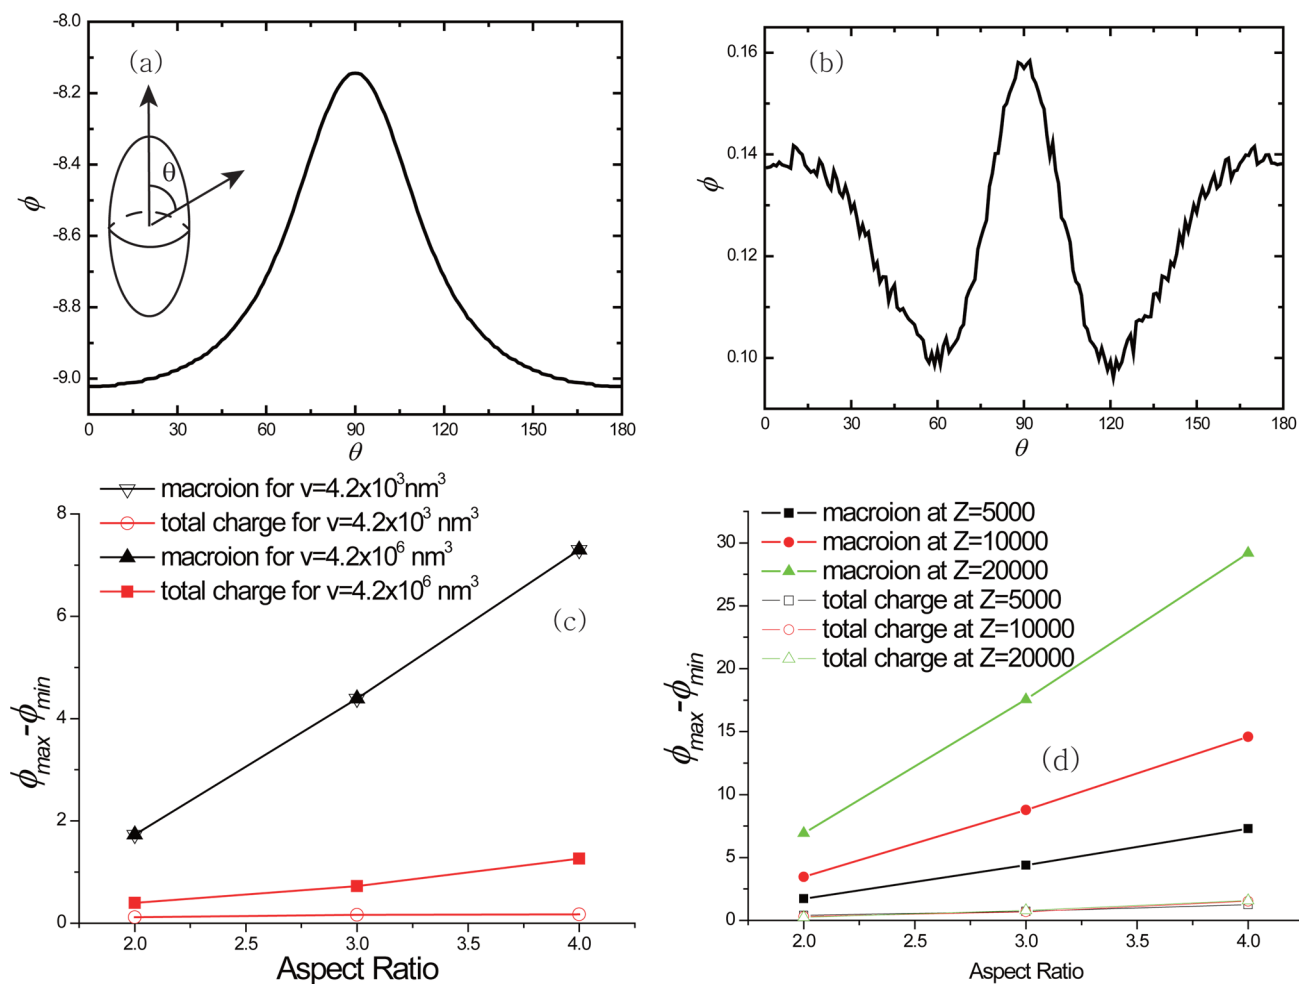 (a)
-8.0
-8.2
-8.4
-8.6
-8.8
-9.0
ϕ
θ
0 30 60 90 120 150 180
θ
(b)
0.16
0.14
0.12
0.10
ϕ
0 30 60 90 120 150 180
θ
macroion for v=4.2x10³nm³
total charge for v=4.2x10³ nm³
macroion for v=4.2x10⁶ nm³
total charge for v=4.2x10⁶ nm³
(c)
8
6
4
2
0
ϕmax-ϕmin
2.0 2.5 3.0 3.5 4.0
Aspect Ratio
macroion at Z=5000
macroion at Z=10000
macroion at Z=20000
total charge at Z=5000
total charge at Z=10000
total charge at Z=20000
(d)
30
25
20
15
10
5
0
ϕmax-ϕmin
2.0 2.5 3.0 3.5 4.0
Aspect Ratio